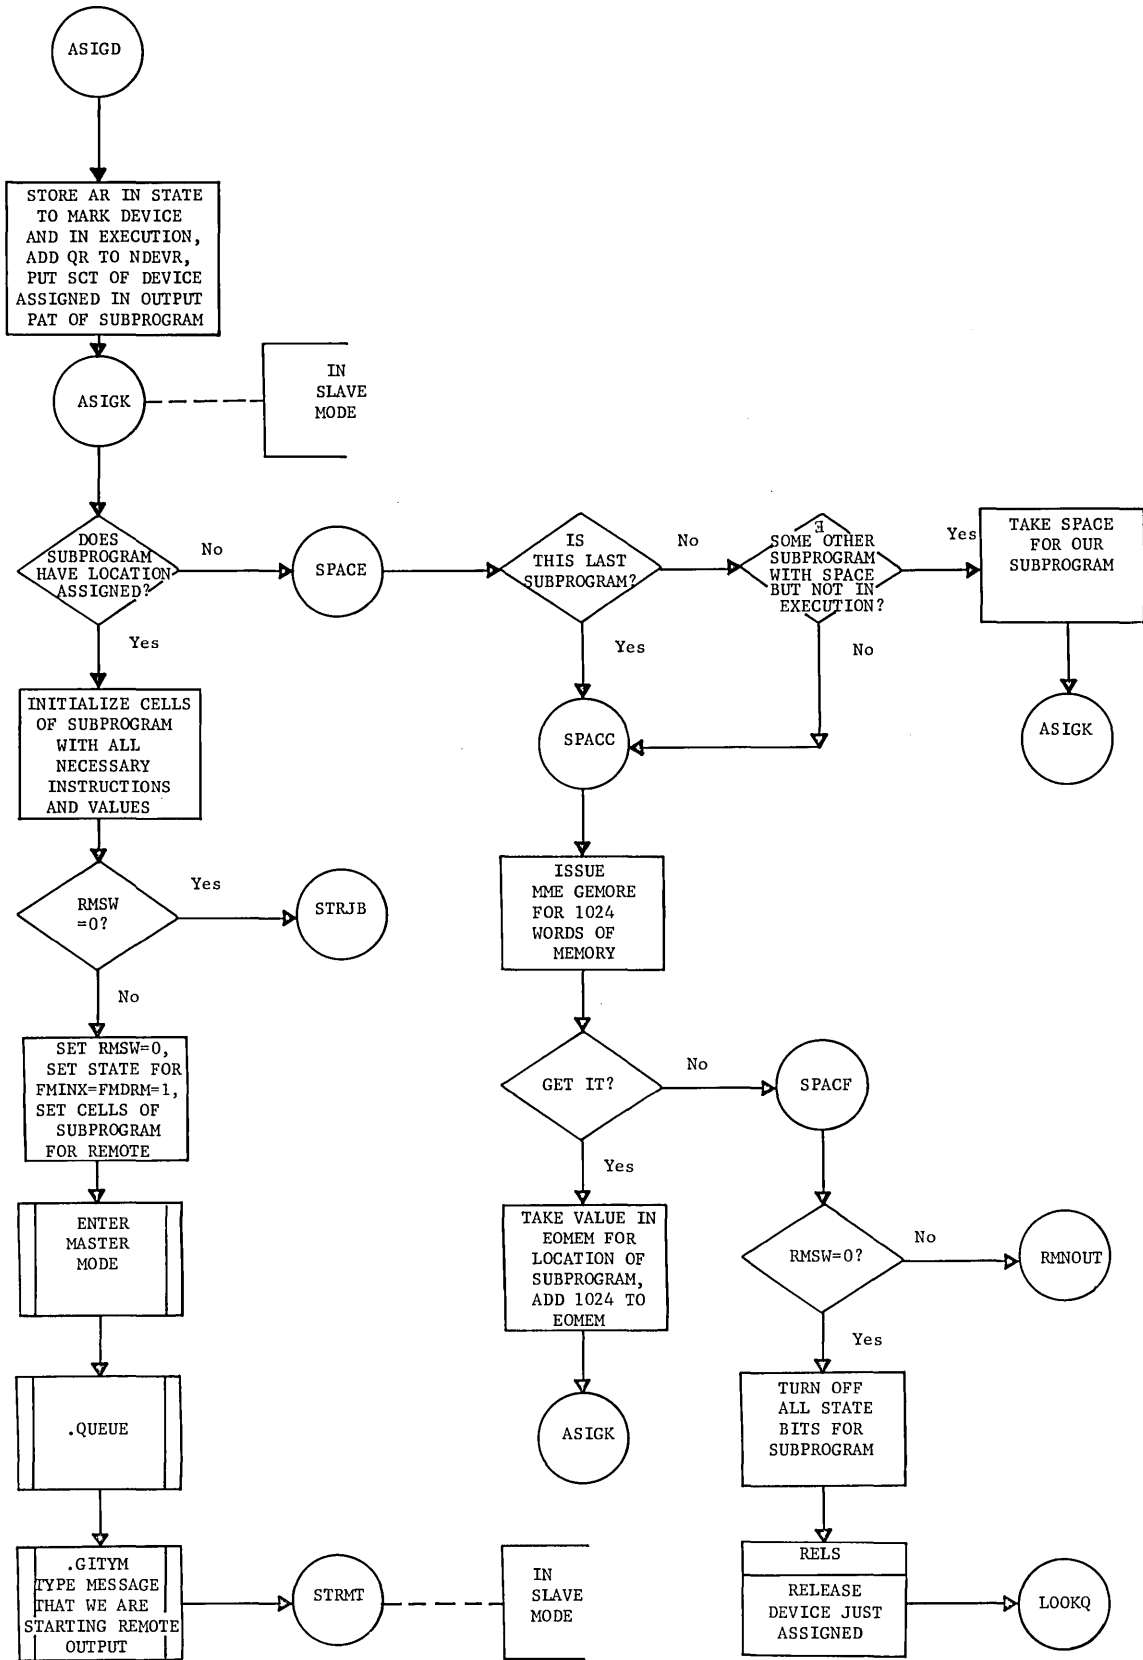 ASIGD
STORE AR IN STATE
TO MARK DEVICE
AND IN EXECUTION,
ADD QR TO NDEVR,
PUT SCT OF DEVICE
ASSIGNED IN OUTPUT
PAT OF SUBPROGRAM
ASIGK
IN
SLAVE
MODE
DOES
SUBPROGRAM
HAVE LOCATION
ASSIGNED?
No
SPACE
IS
THIS LAST
SUBPROGRAM?
No
∃
SOME OTHER
SUBPROGRAM
WITH SPACE
BUT NOT IN
EXECUTION?
Yes
TAKE SPACE
FOR OUR
SUBPROGRAM
Yes
Yes
No
INITIALIZE CELLS
OF SUBPROGRAM
WITH ALL
NECESSARY
INSTRUCTIONS
AND VALUES
SPACC
ASIGK
RMSW
=0?
Yes
STRJB
ISSUE
MME GEMORE
FOR 1024
WORDS OF
MEMORY
No
SET RMSW=0,
SET STATE FOR
FMINX=FMDRM=1,
SET CELLS OF
SUBPROGRAM
FOR REMOTE
GET IT?
No
SPACF
Yes
ENTER
MASTER
MODE
TAKE VALUE IN
EOMEM FOR
LOCATION OF
SUBPROGRAM,
ADD 1024 TO
EOMEM
RMSW=0?
No
RMNOUT
Yes
.QUEUE
ASIGK
TURN OFF
ALL STATE
BITS FOR
SUBPROGRAM
.GITYM
TYPE MESSAGE
THAT WE ARE
STARTING REMOTE
OUTPUT
STRMT
IN
SLAVE
MODE
RELS
RELEASE
DEVICE JUST
ASSIGNED
LOOKQ